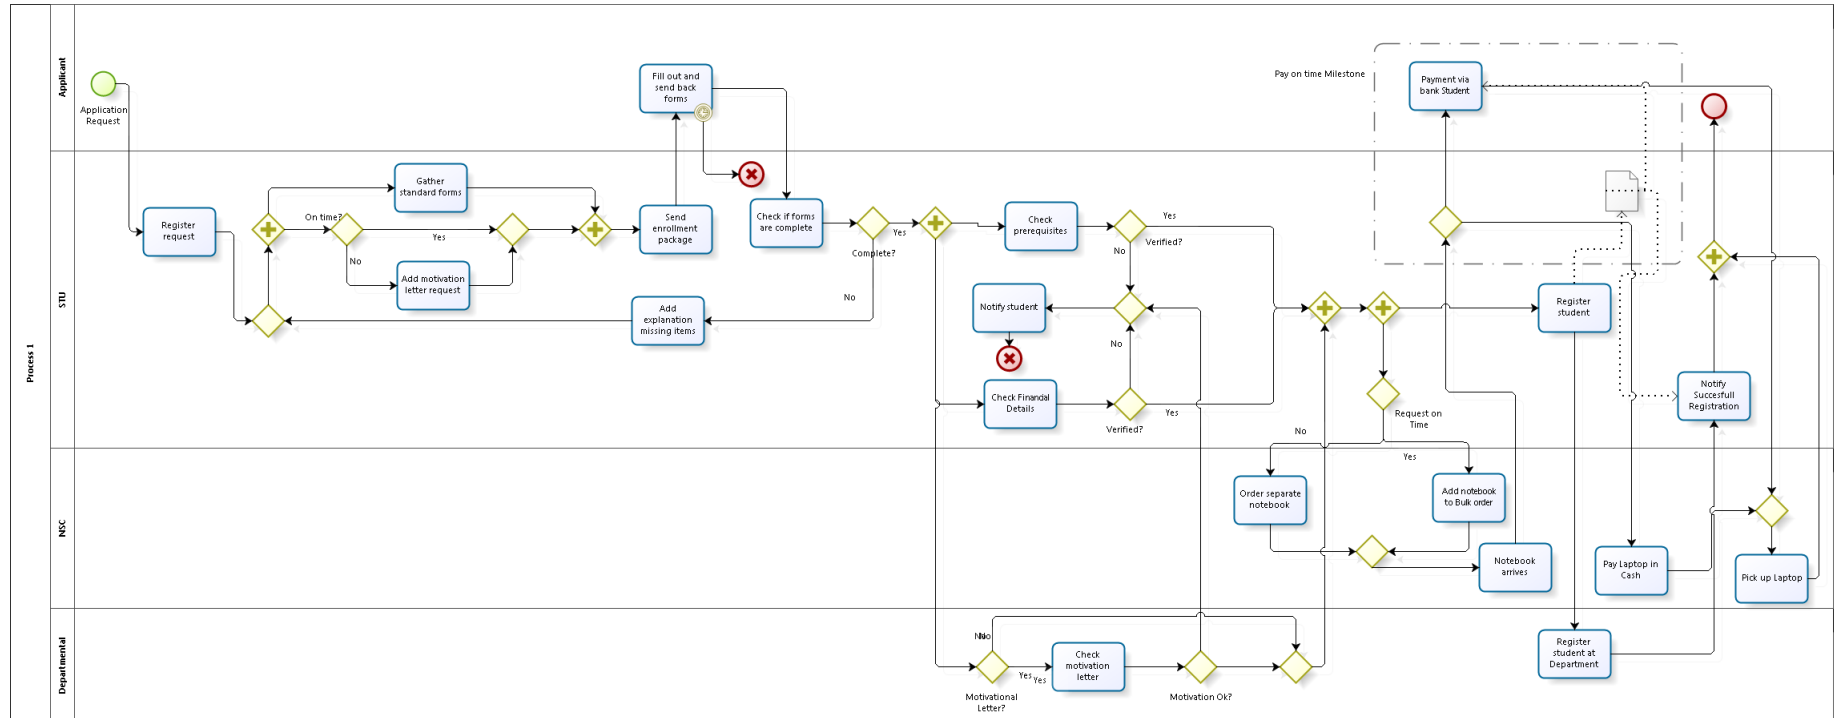 Process 1
Applicant
STU
NSC
Departmental
Application
Request
Register
request
On time?
Yes
No
Gather
standard forms
Add motivation
letter request
Send
enrollment
package
Fill out and
send back
forms
Check if forms
are complete
Complete?
Yes
No
Add
explanation
missing items
Check
prerequisites
Yes
Verified?
No
Notify student
No
Check Financial
Details
Verified?
Yes
No
No
Motivational
Letter?
Yes
Yes
Check
motivation
letter
Motivation Ok?
Request on
Time
No
Yes
Order separate
notebook
Add notebook
to Bulk order
Notebook
arrives
Pay on time Milestone
Payment via
bank Student
Register
student
Notify
Succesfull
Registration
Pay Laptop in
Cash
Pick up Laptop
Register
student at
Department